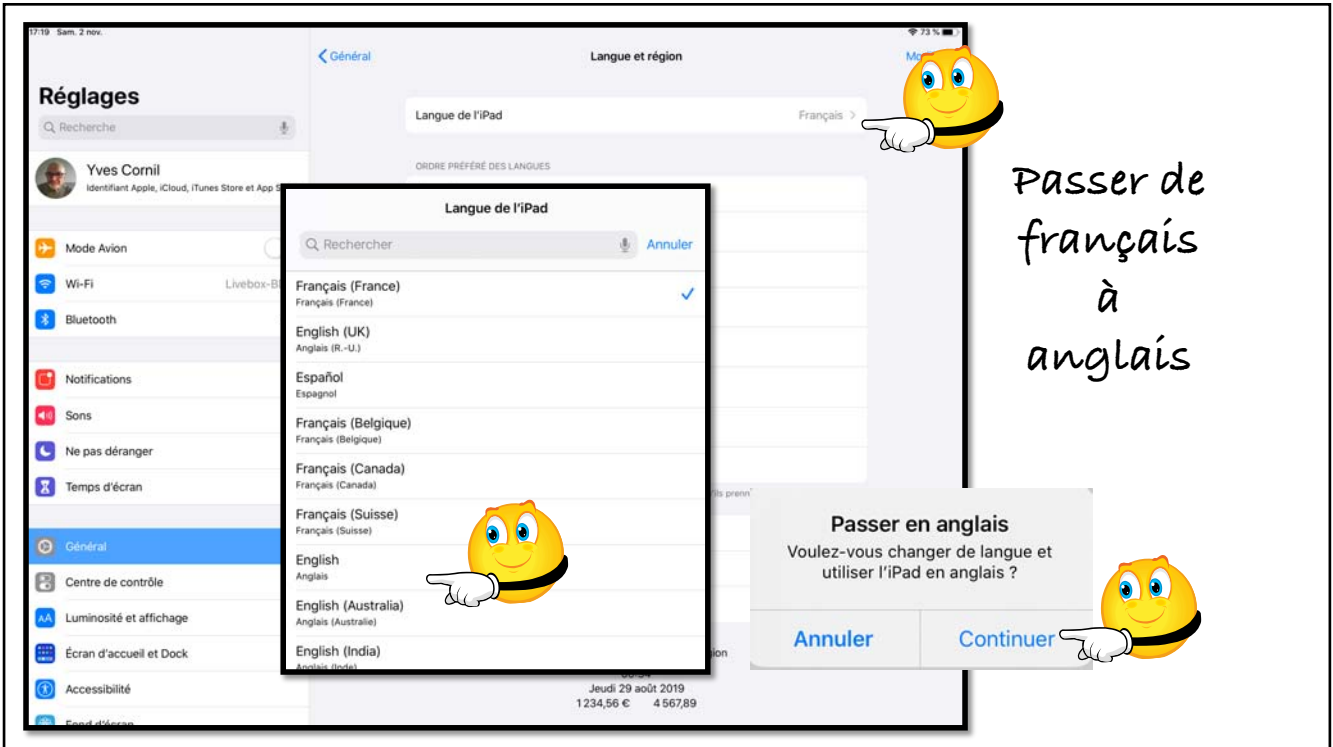 17:19 Sam. 2 nov.
73 %
Réglages
Recherche
Yves Cornil
Identifiant Apple, iCloud, iTunes Store et App S
Mode Avion
Wi-Fi
Livebox-B
Bluetooth
Notifications
Sons
Ne pas déranger
Temps d'écran
Général
Centre de contrôle
Luminosité et affichage
Écran d'accueil et Dock
Accessibilité
Fond d'écran
Général
Langue et région
Langue de l'iPad
Français
ORDRE PRÉFÉRÉ DES LANGUES
Langue de l'iPad
Rechercher
Annuler
Français (France)
Français (France)
English (UK)
Anglais (R.-U.)
Español
Espagnol
Français (Belgique)
Français (Belgique)
Français (Canada)
Français (Canada)
Français (Suisse)
Français (Suisse)
English
Anglais
English (Australia)
Anglais (Australie)
English (India)
Anglais (Inde)
Jeudi 29 août 2019
1 234,56 € 4 567,89
Passer en anglais
Voulez-vous changer de langue et
utiliser l'iPad en anglais ?
Annuler
Continuer
Passer de
français
à
anglais